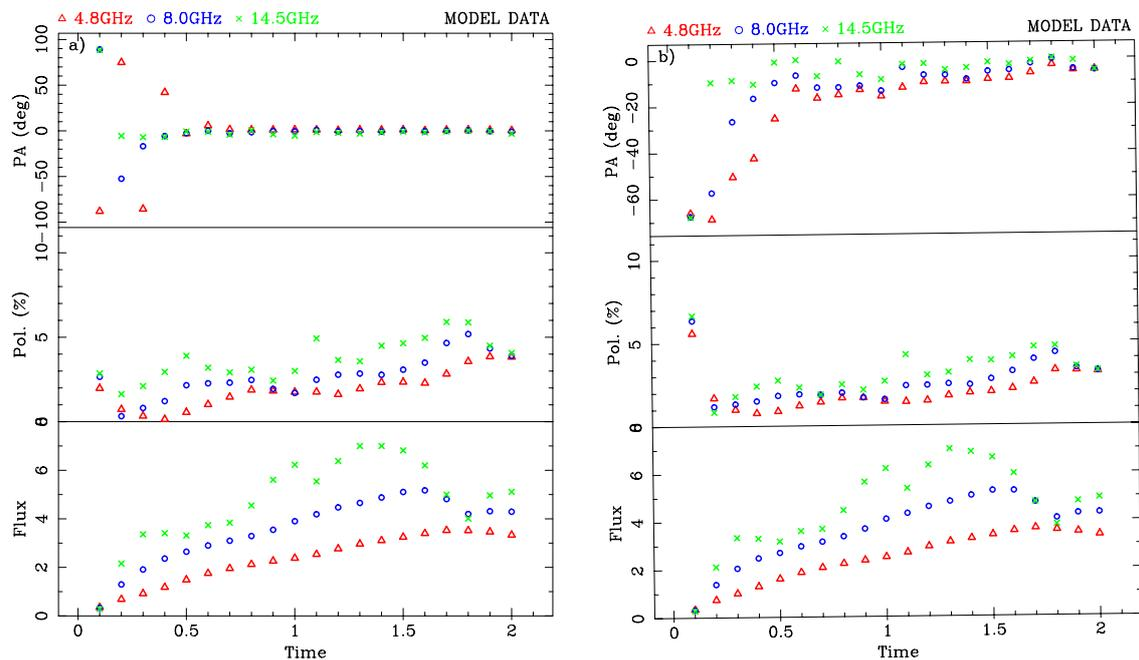 △ 4.8GHz ○ 8.0GHz × 14.5GHz MODEL DATA
a)
100
50
0
−50
−100
PA (deg)
10
5
0
Pol. (%)
8
6
4
2
0
Flux
0 0.5 1 1.5 2
Time
△ 4.8GHz ○ 8.0GHz × 14.5GHz MODEL DATA
b)
0
−20
−40
−60
PA (deg)
10
5
0
Pol. (%)
8
6
4
2
0
Flux
0 0.5 1 1.5 2
Time